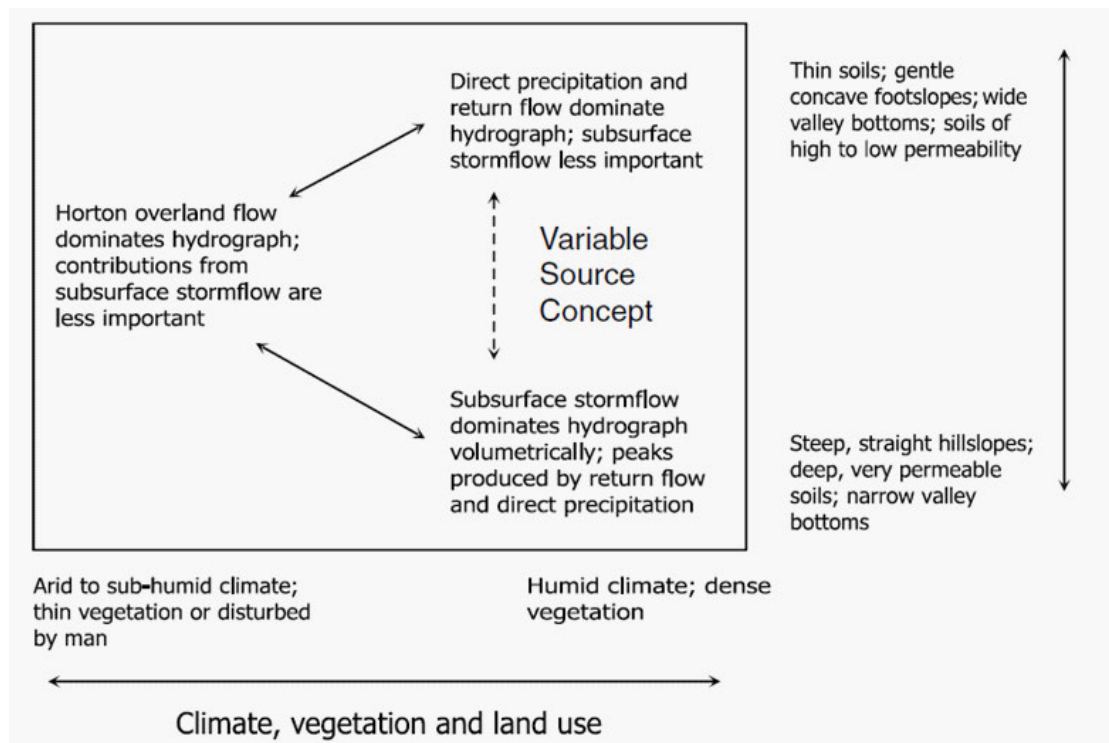 Direct precipitation and
return flow dominate
hydrograph; subsurface
stormflow less important
Thin soils; gentle
concave footslopes; wide
valley bottoms; soils of
high to low permeability
Horton overland flow
dominates hydrograph;
contributions from
subsurface stormflow are
less important
Variable
Source
Concept
Subsurface stormflow
dominates hydrograph
volumetrically; peaks
produced by return flow
and direct precipitation
Steep, straight hillslopes;
deep, very permeable
soils; narrow valley
bottoms
Arid to sub-humid climate;
thin vegetation or disturbed
by man
Humid climate; dense
vegetation
Climate, vegetation and land use